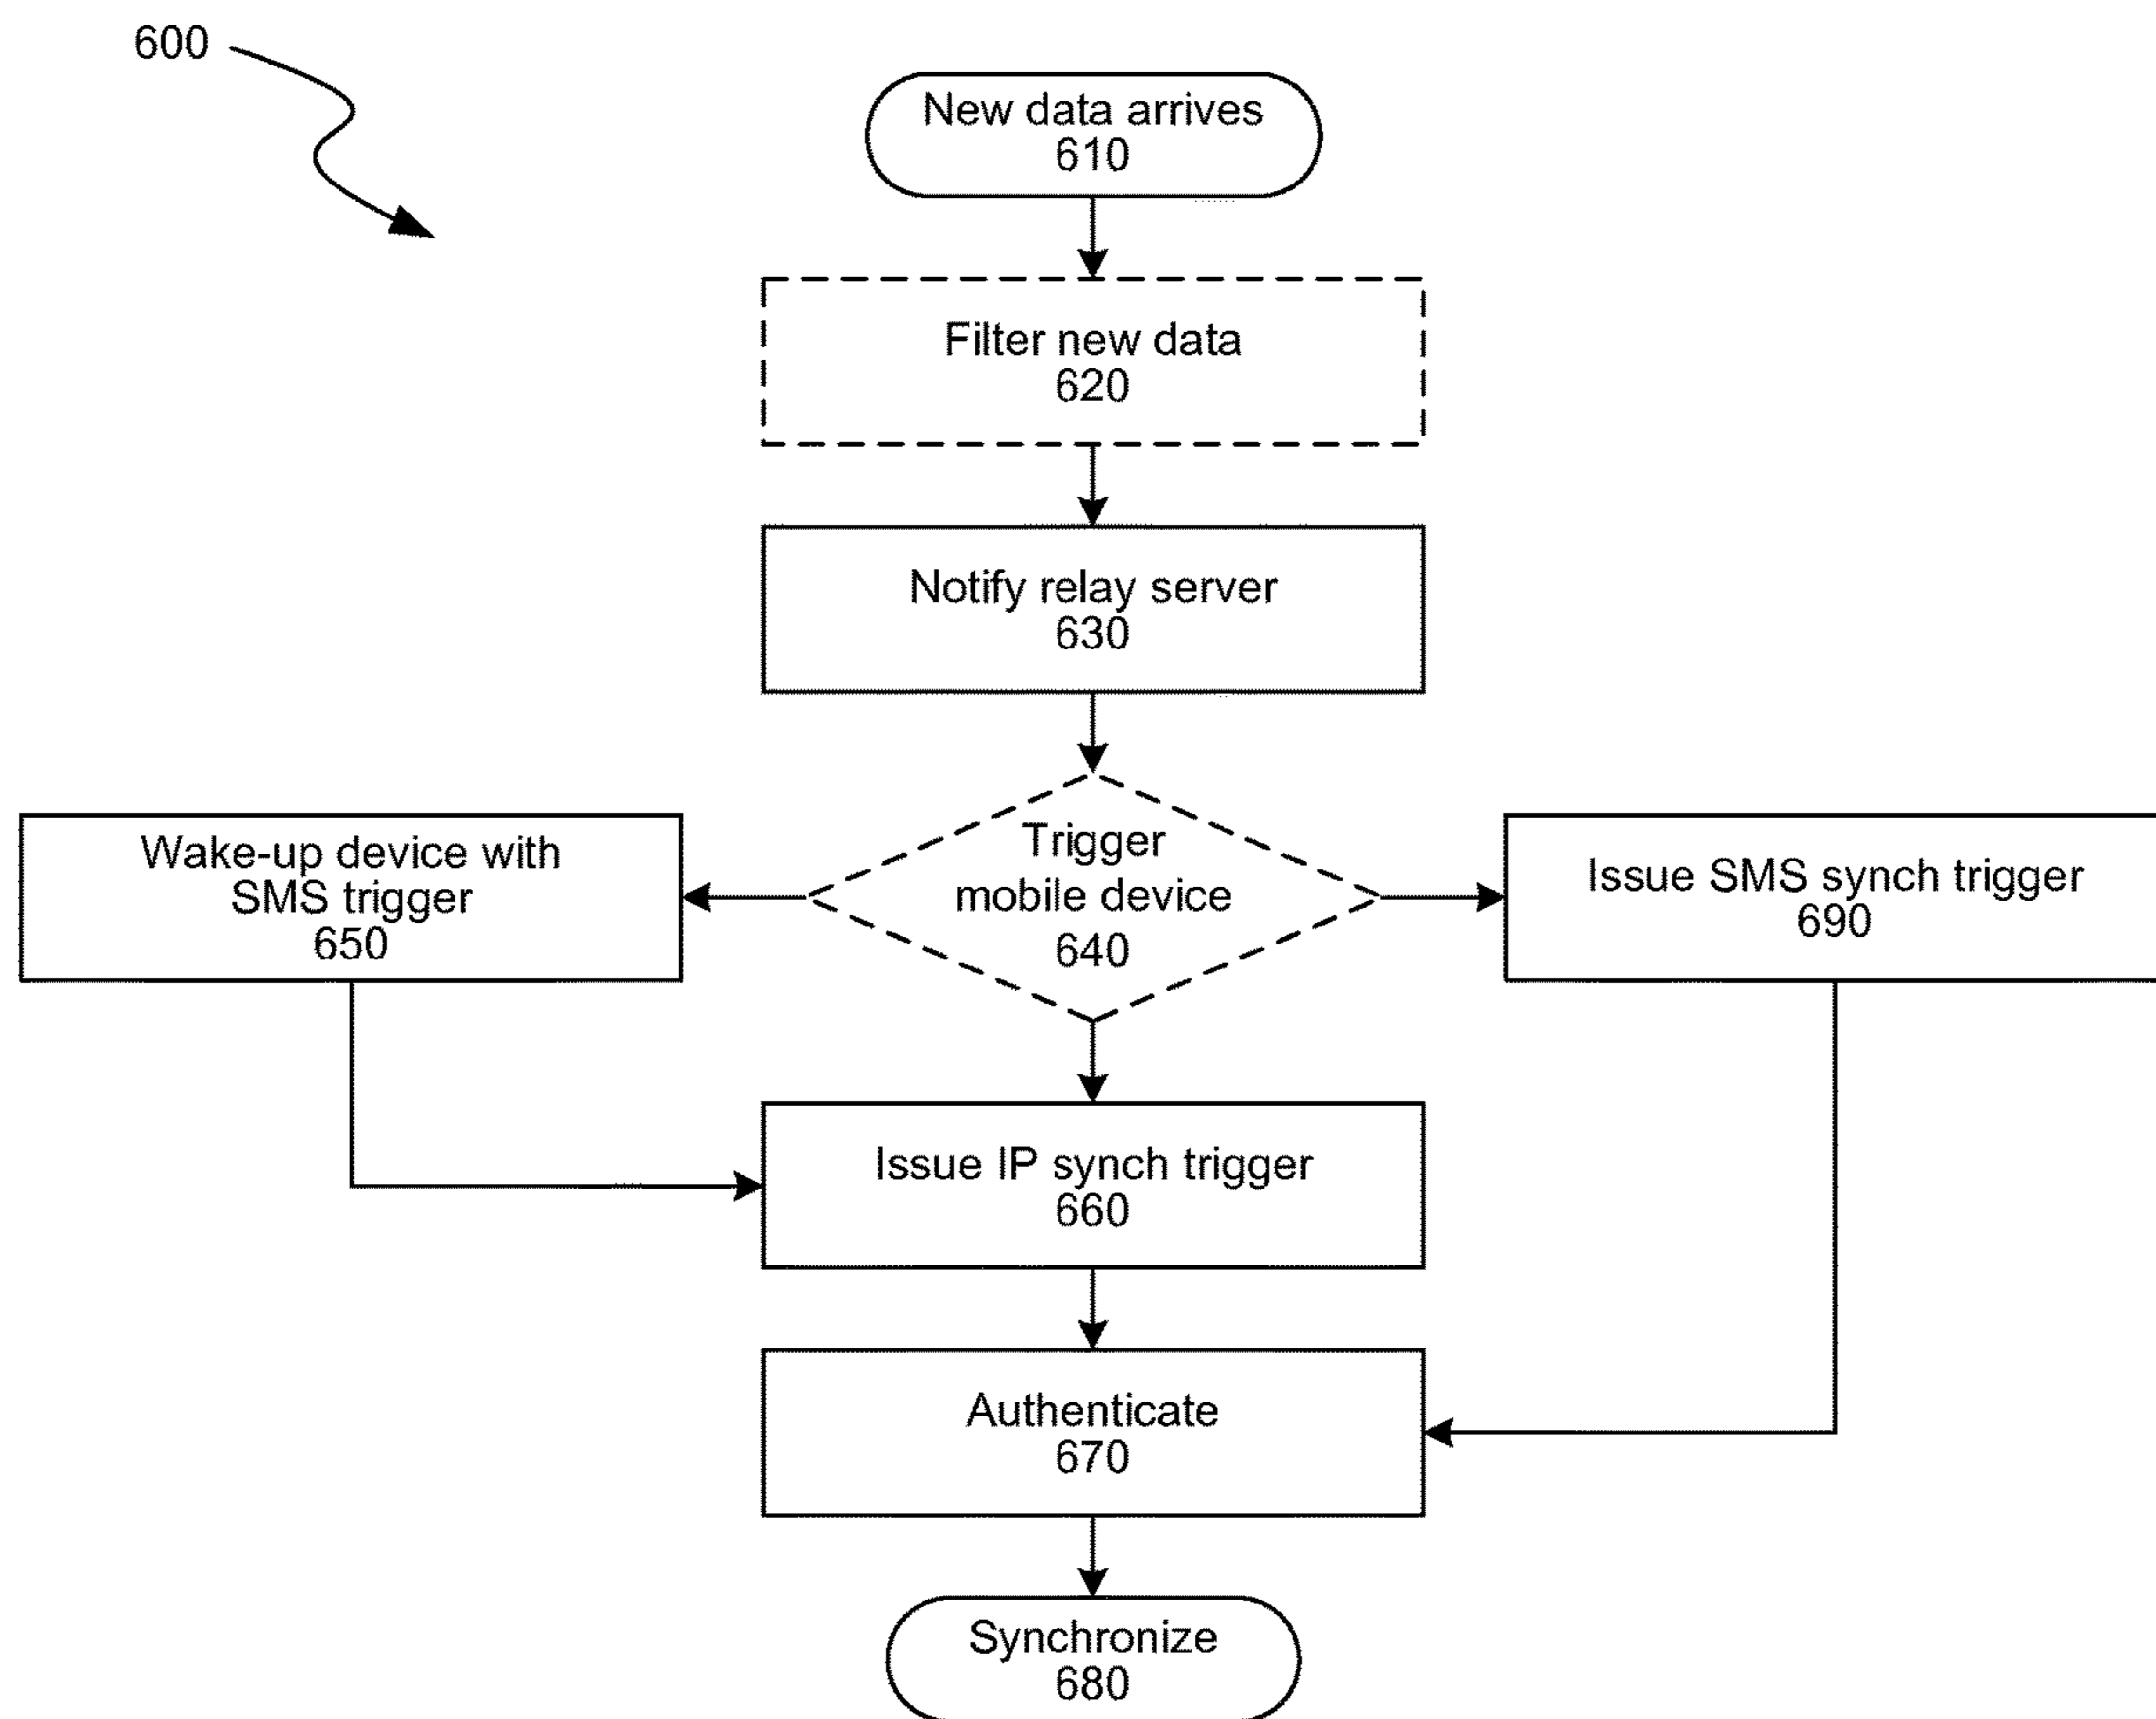 600
New data arrives
610
Filter new data
620
Notify relay server
630
Trigger
mobile device
640
Wake-up device with
SMS trigger
650
Issue SMS synch trigger
690
Issue IP synch trigger
660
Authenticate
670
Synchronize
680